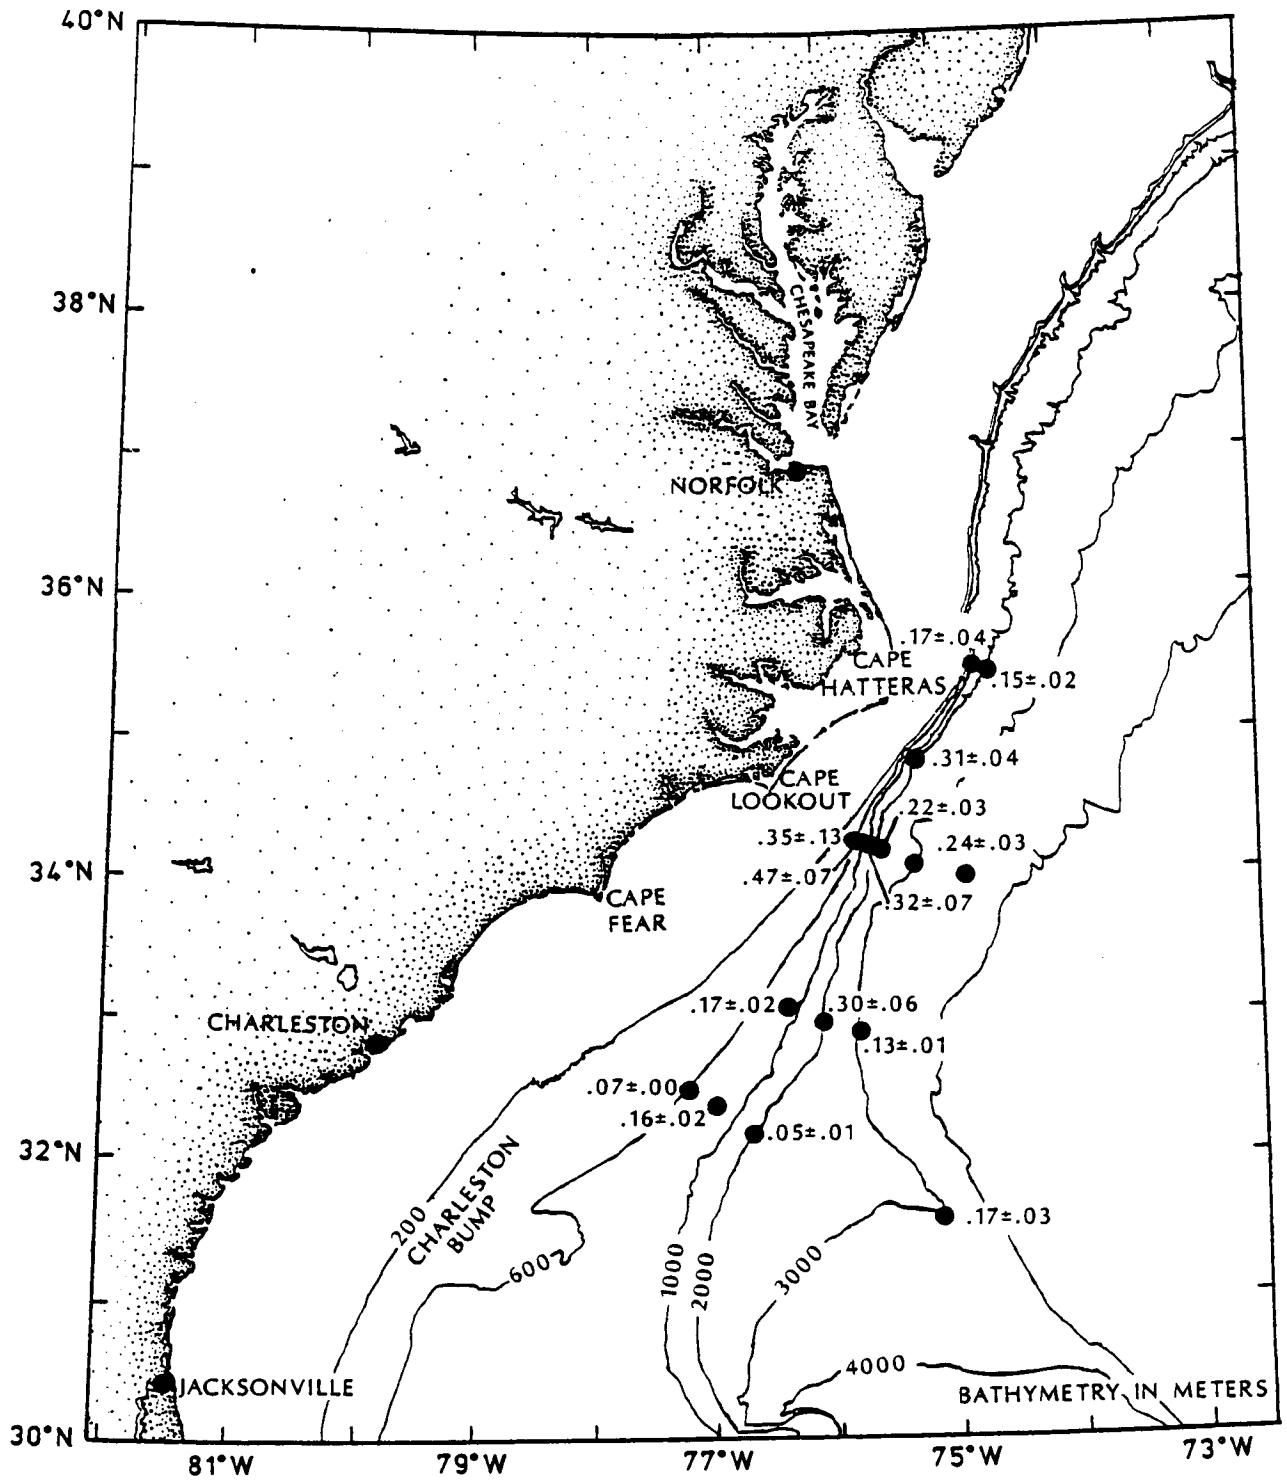 40°N
38°N
CHESAPEAKE BAY
NORFOLK
36°N
.17±.04
CAPE
HATTERAS
.15±.02
.31±.04
CAPE
LOOKOUT
.22±.03
.35±.13
.24±.03
34°N
.47±.07
.32±.07
CAPE
FEAR
.17±.02
.30±.06
CHARLESTON
.13±.01
.07±.00
.16±.02
.05±.01
32°N
CHARLESTON
BUMP
200
.17±.03
600
1000
2000
3000
4000
JACKSONVILLE
BATHYMETRY IN METERS
30°N
81°W
79°W
77°W
75°W
73°W